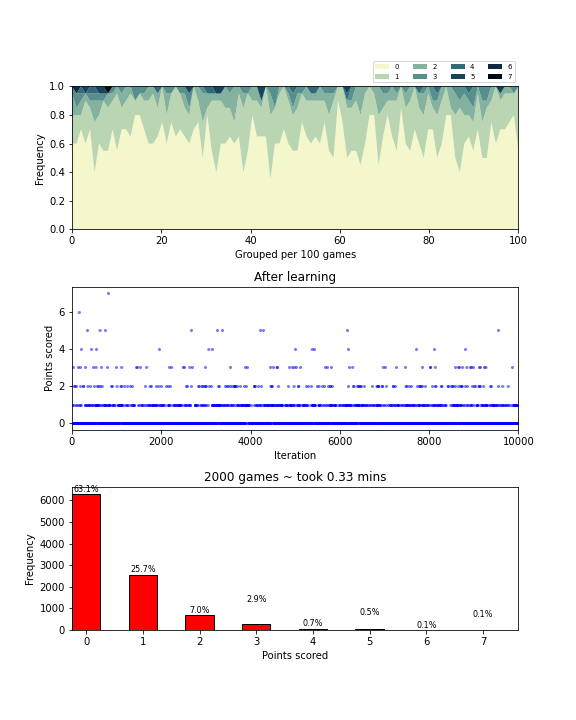 0 2 4 6
1 3 5 7
1.0
0.8
0.6
0.4
0.2
0.0
Frequency
0 20 40 60 80 100
Grouped per 100 games
After learning
6
4
2
0
Points scored
0 2000 4000 6000 8000 10000
Iteration
2000 games ~ took 0.33 mins
6000
5000
4000
3000
2000
1000
0
Frequency
63.1%
25.7%
7.0%
2.9%
0.7%
0.5%
0.1%
0.1%
0 1 2 3 4 5 6 7
Points scored